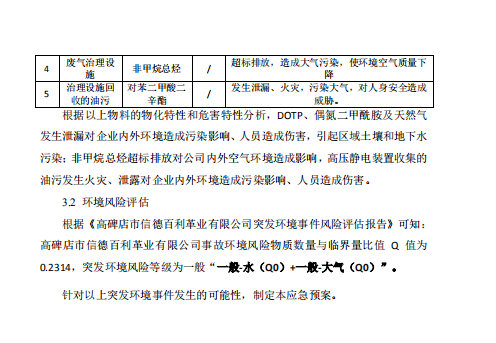 4 废气治理设施 非甲烷总烃 / 超标排放，造成大气污染，使环境空气质量下降
5 治理设施回收的油污 对苯二甲酸二辛酯 / 发生泄漏、火灾，污染大气，对人身安全造成威胁。
根据以上物料的物化特性和危害特性分析，DOTP、偶氮二甲酰胺及天然气
发生泄漏对企业内外环境造成污染影响、人员造成伤害，引起区域土壤和地下水
污染；非甲烷总烃超标排放对公司内外空气环境造成影响，高压静电装置收集的
油污发生火灾、泄露对企业内外环境造成污染影响、人员造成伤害。
3.2 环境风险评估
根据《高碑店市信德百利革业有限公司突发环境事件风险评估报告》可知：
高碑店市信德百利革业有限公司事故环境风险物质数量与临界量比值 Q 值为
0.2314，突发环境风险等级为一般“一般-水（Q0）+一般-大气（Q0）”。
针对以上突发环境事件发生的可能性，制定本应急预案。